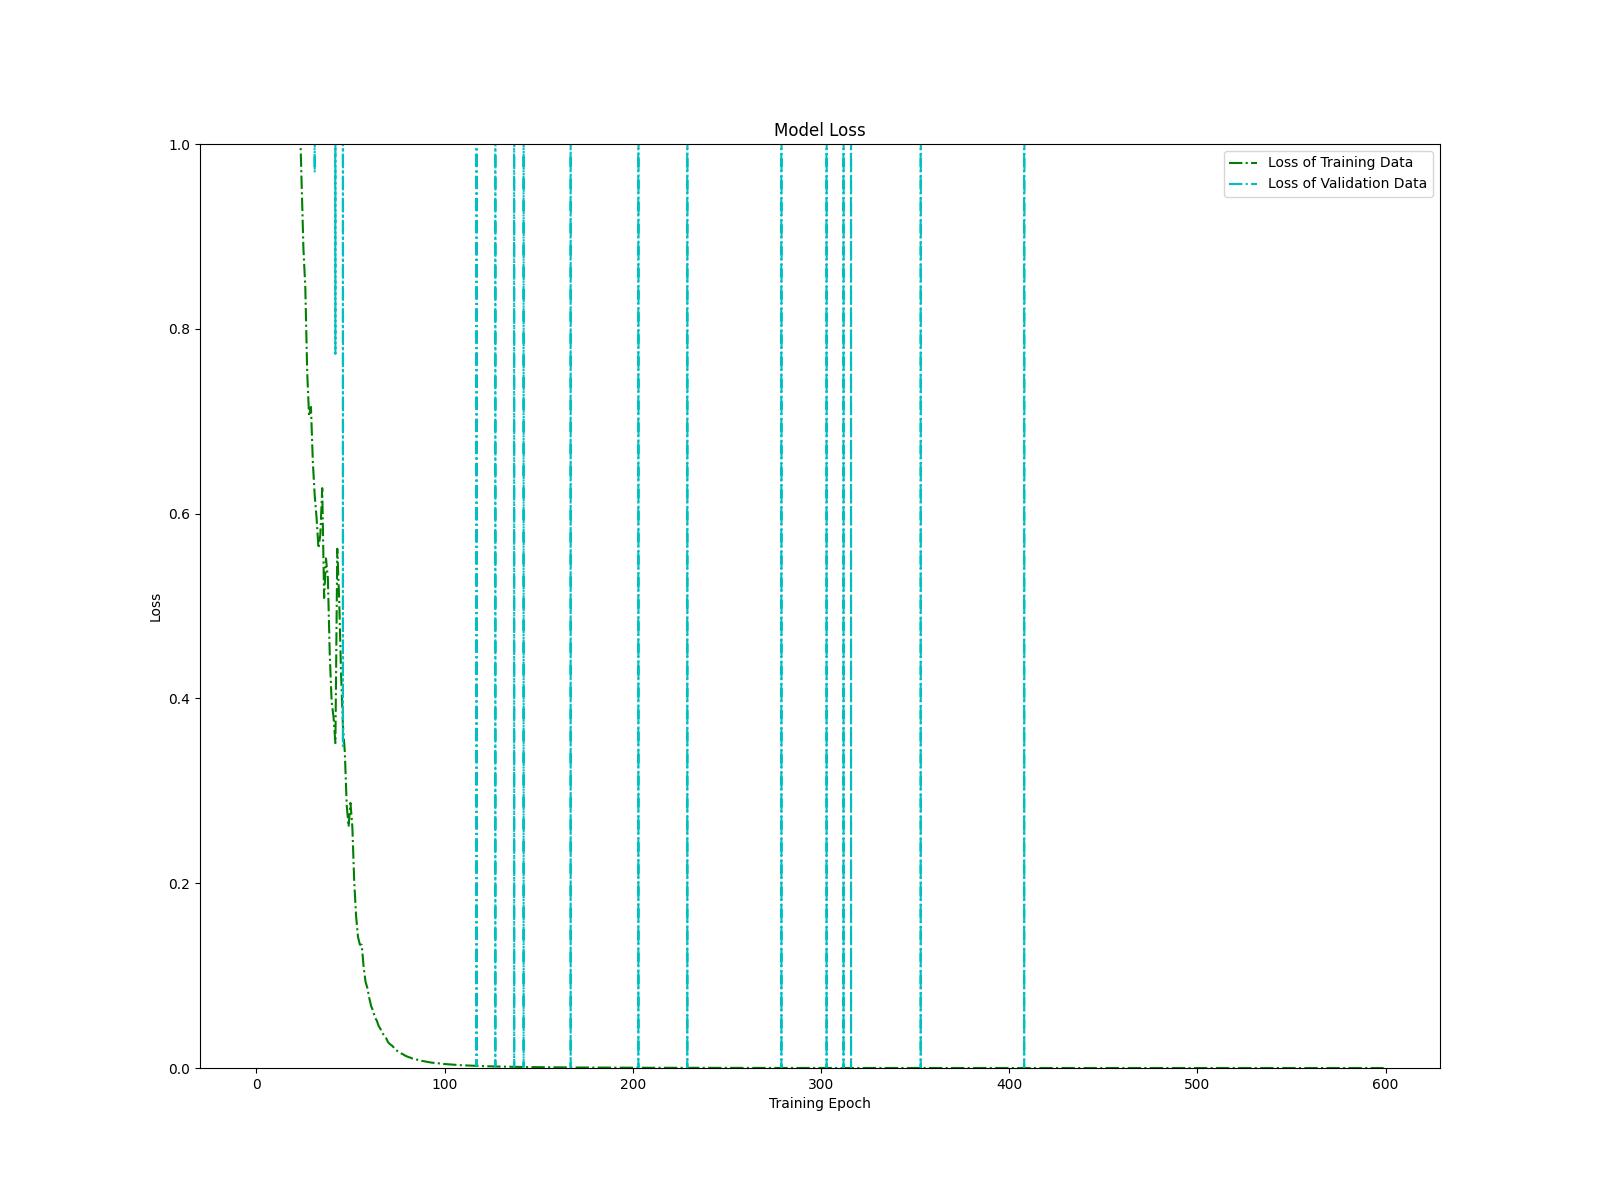 Model Loss
1.0
0.8
0.6
0.4
0.2
0.0
Loss
Loss of Training Data
Loss of Validation Data
0 100 200 300 400 500 600
Training Epoch